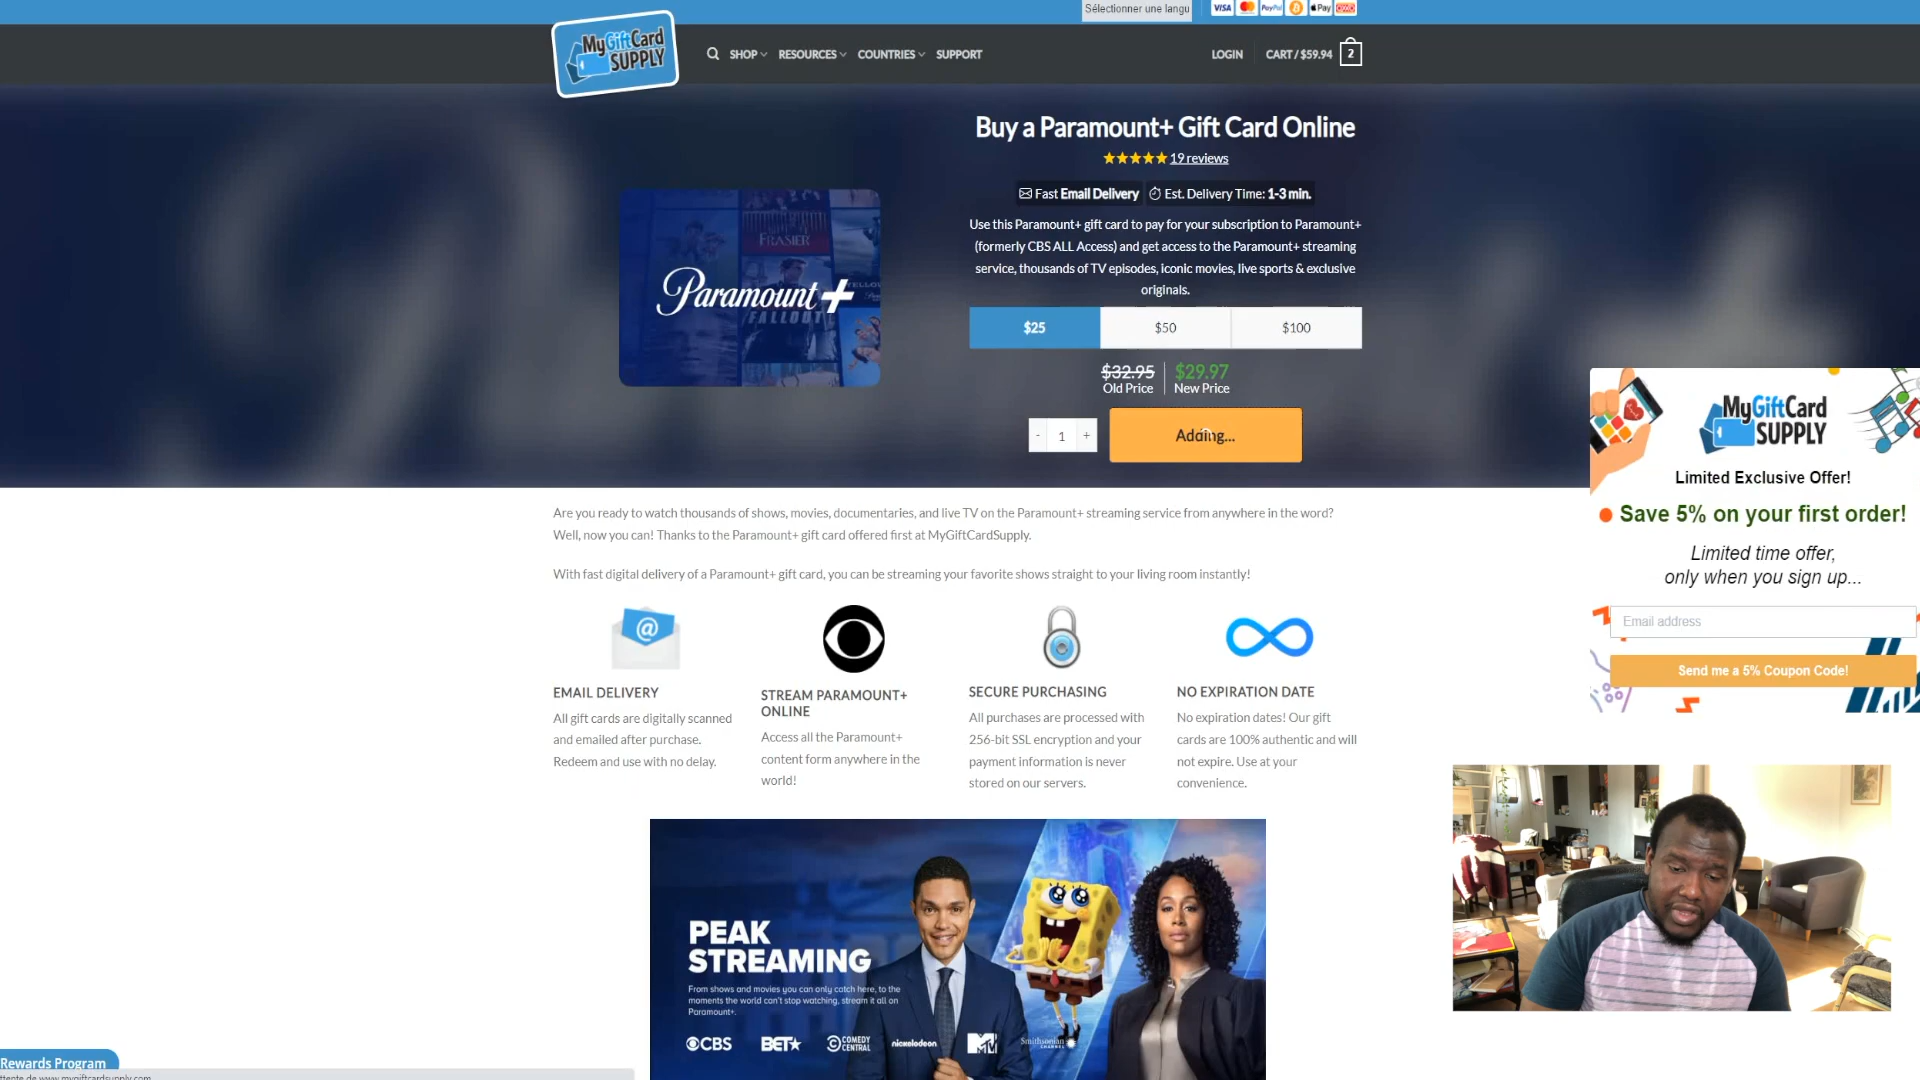 Sélectionner une langu
VISA PayPal Pay
MyGiftCard
SUPPLY
SHOP RESOURCES COUNTRIES SUPPORT
LOGIN CART / $59.94 2
Buy a Paramount+ Gift Card Online
19 reviews
Fast Email Delivery Est. Delivery Time: 1-3 min.
Use this Paramount+ gift card to pay for your subscription to Paramount+
(formerly CBS ALL Access) and get access to the Paramount+ streaming
service, thousands of TV episodes, iconic movies, live sports & exclusive
originals.
FRASIER
Paramount+
FALLOUT
$25 $50 $100
$32.95 $29.97
Old Price New Price
- 1 + Adding...
MyGiftCard
SUPPLY
Limited Exclusive Offer!
Save 5% on your first order!
Limited time offer,
only when you sign up...
Email address
Send me a 5% Coupon Code!
Are you ready to watch thousands of shows, movies, documentaries, and live TV on the Paramount+ streaming service from anywhere in the word?
Well, now you can! Thanks to the Paramount+ gift card offered first at MyGiftCardSupply.
With fast digital delivery of a Paramount+ gift card, you can be streaming your favorite shows straight to your living room instantly!
@
EMAIL DELIVERY
All gift cards are digitally scanned
and emailed after purchase.
Redeem and use with no delay.
STREAM PARAMOUNT+
ONLINE
Access all the Paramount+
content form anywhere in the
world!
SECURE PURCHASING
All purchases are processed with
256-bit SSL encryption and your
payment information is never
stored on our servers.
NO EXPIRATION DATE
No expiration dates! Our gift
cards are 100% authentic and will
not expire. Use at your
convenience.
PEAK
STREAMING
From shows and movies you can only catch here, to the
moments the world can't stop watching, stream it all on
Paramount+.
CBS BET COMEDY CENTRAL nickelodeon MTV Smithsonian CHANNEL
Rewards Program
ttente de www.mygiftcardsupply.com